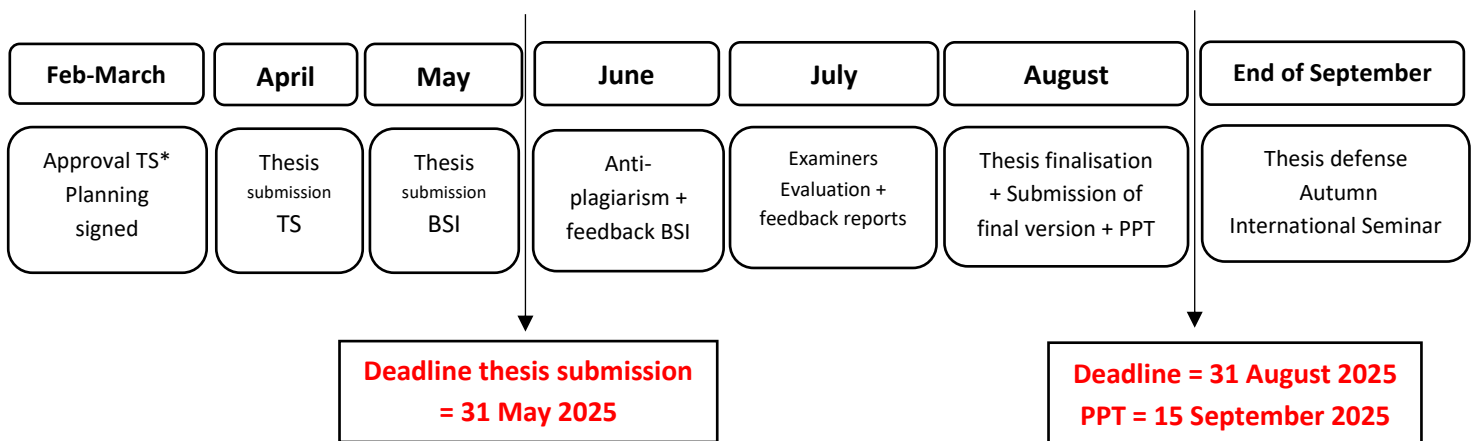 Feb-March
April
May
June
July
August
End of September
Approval TS*
Planning
signed
Thesis
submission
TS
Thesis
submission
BSI
Anti-
plagiarism +
feedback BSI
Examiners
Evaluation +
feedback reports
Thesis finalisation
+ Submission of
final version + PPT
Thesis defense
Autumn
International Seminar
Deadline thesis submission
= 31 May 2025
Deadline = 31 August 2025
PPT = 15 September 2025